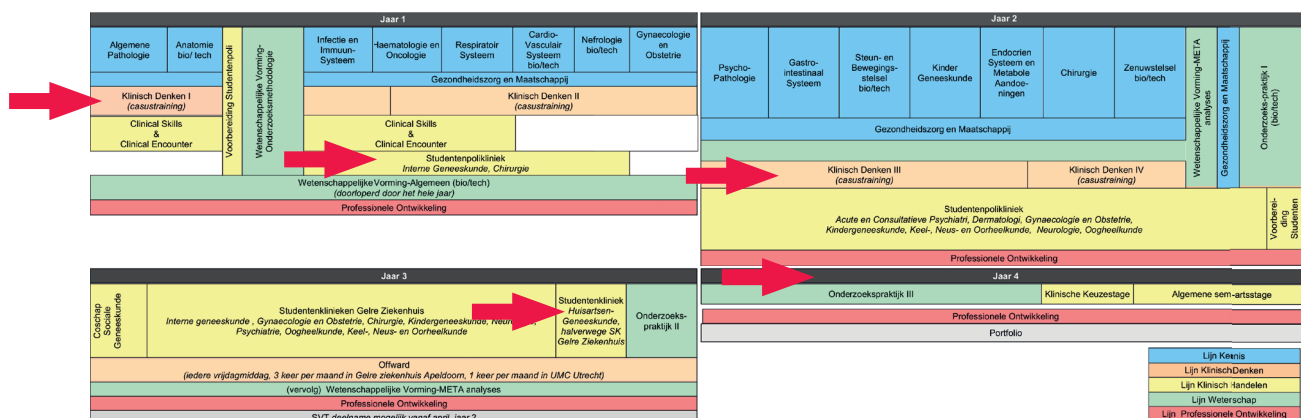 Jaar 1
Algemene
Pathologie
Anatomie
bio/ tech
Voorbereiding Studentenpoli
Wetenschappelijke Vorming-
Onderzoeksmethodologie
Infectie en
Immuun-
Systeem
Haematologie en
Oncologie
Respiratoir
Systeem
Cardio-
Vasculair
Systeem
bio/tech
Nefrologie
bio/tech
Gynaecologie
en
Obstetrie
Gezondheidszorg en Maatschappij
Klinisch Denken I
(casustraining)
Klinisch Denken II
(casustraining)
Clinical Skills
&
Clinical Encounter
Clinical Skills
&
Clinical Encounter
Studentenpolikliniek
Interne Geneeskunde, Chirurgie
Wetenschappelijke Vorming-Algemeen (bio/tech)
(doorloperd door het hele jaar)
Professionele Ontwikkeling
Jaar 2
Psycho-
Pathologie
Gastro-
intestinaal
Systeem
Steun- en
Bewegings-
stelsel
bio/tech
Kinder
Geneeskunde
Endocrien
Systeem en
Metabole
Aandoe-
ningen
Chirurgie
Zenuwstelsel
bio/tech
Wetenschappelijke Vorming-META
analyses
Gezondheidszorg en Maatschappij
Onderzoeks-praktijk I
(bio/tech)
Gezondheidszorg en Maatschappij
Klinisch Denken III
(casustraining)
Klinisch Denken IV
(casustraining)
Studentenpolikliniek
Acute en Consultatieve Psychiatri, Dermatologi, Gynaecologie en Obstetrie,
Kindergeneeskunde, Keel-, Neus- en Oorheelkunde, Neurologie, Oogheelkunde
Voorberei-
ding
Studenten
Professionele Ontwikkeling
Jaar 3
Coschap
Sociale
Geneeskunde
Studentenklinieken Gelre Ziekenhuis
Interne geneeskunde , Gynaecologie en Obstetrie, Chirurgie, Kindergeneeskunde,
Psychiatrie, Oogheelkunde, Keel-, Neus- en Oorheelkunde
Studentenkliniek
Huisartsen-
Geneeskunde,
halverwege SK
Gelre Ziekenhuis
Onderzoeks-
praktijk II
Offward
(iedere vrijdagmiddag, 3 keer per maand in Gelre ziekenhuis Apeldoorn, 1 keer per maand in UMC Utrecht)
(vervolg) Wetenschappelijke Vorming-META analyses
Professionele Ontwikkeling
SVT deelname mogelijk vanaf april, jaar 2
Jaar 4
Onderzoekspraktijk III
Klinische Keuzestage
Algemene semi-artsstage
Professionele Ontwikkeling
Portfolio
Lijn Kennis
Lijn KlinischDenken
Lijn Klinisch Handelen
Lijn Weterschap
Lijn Professionele Ontwikkeling